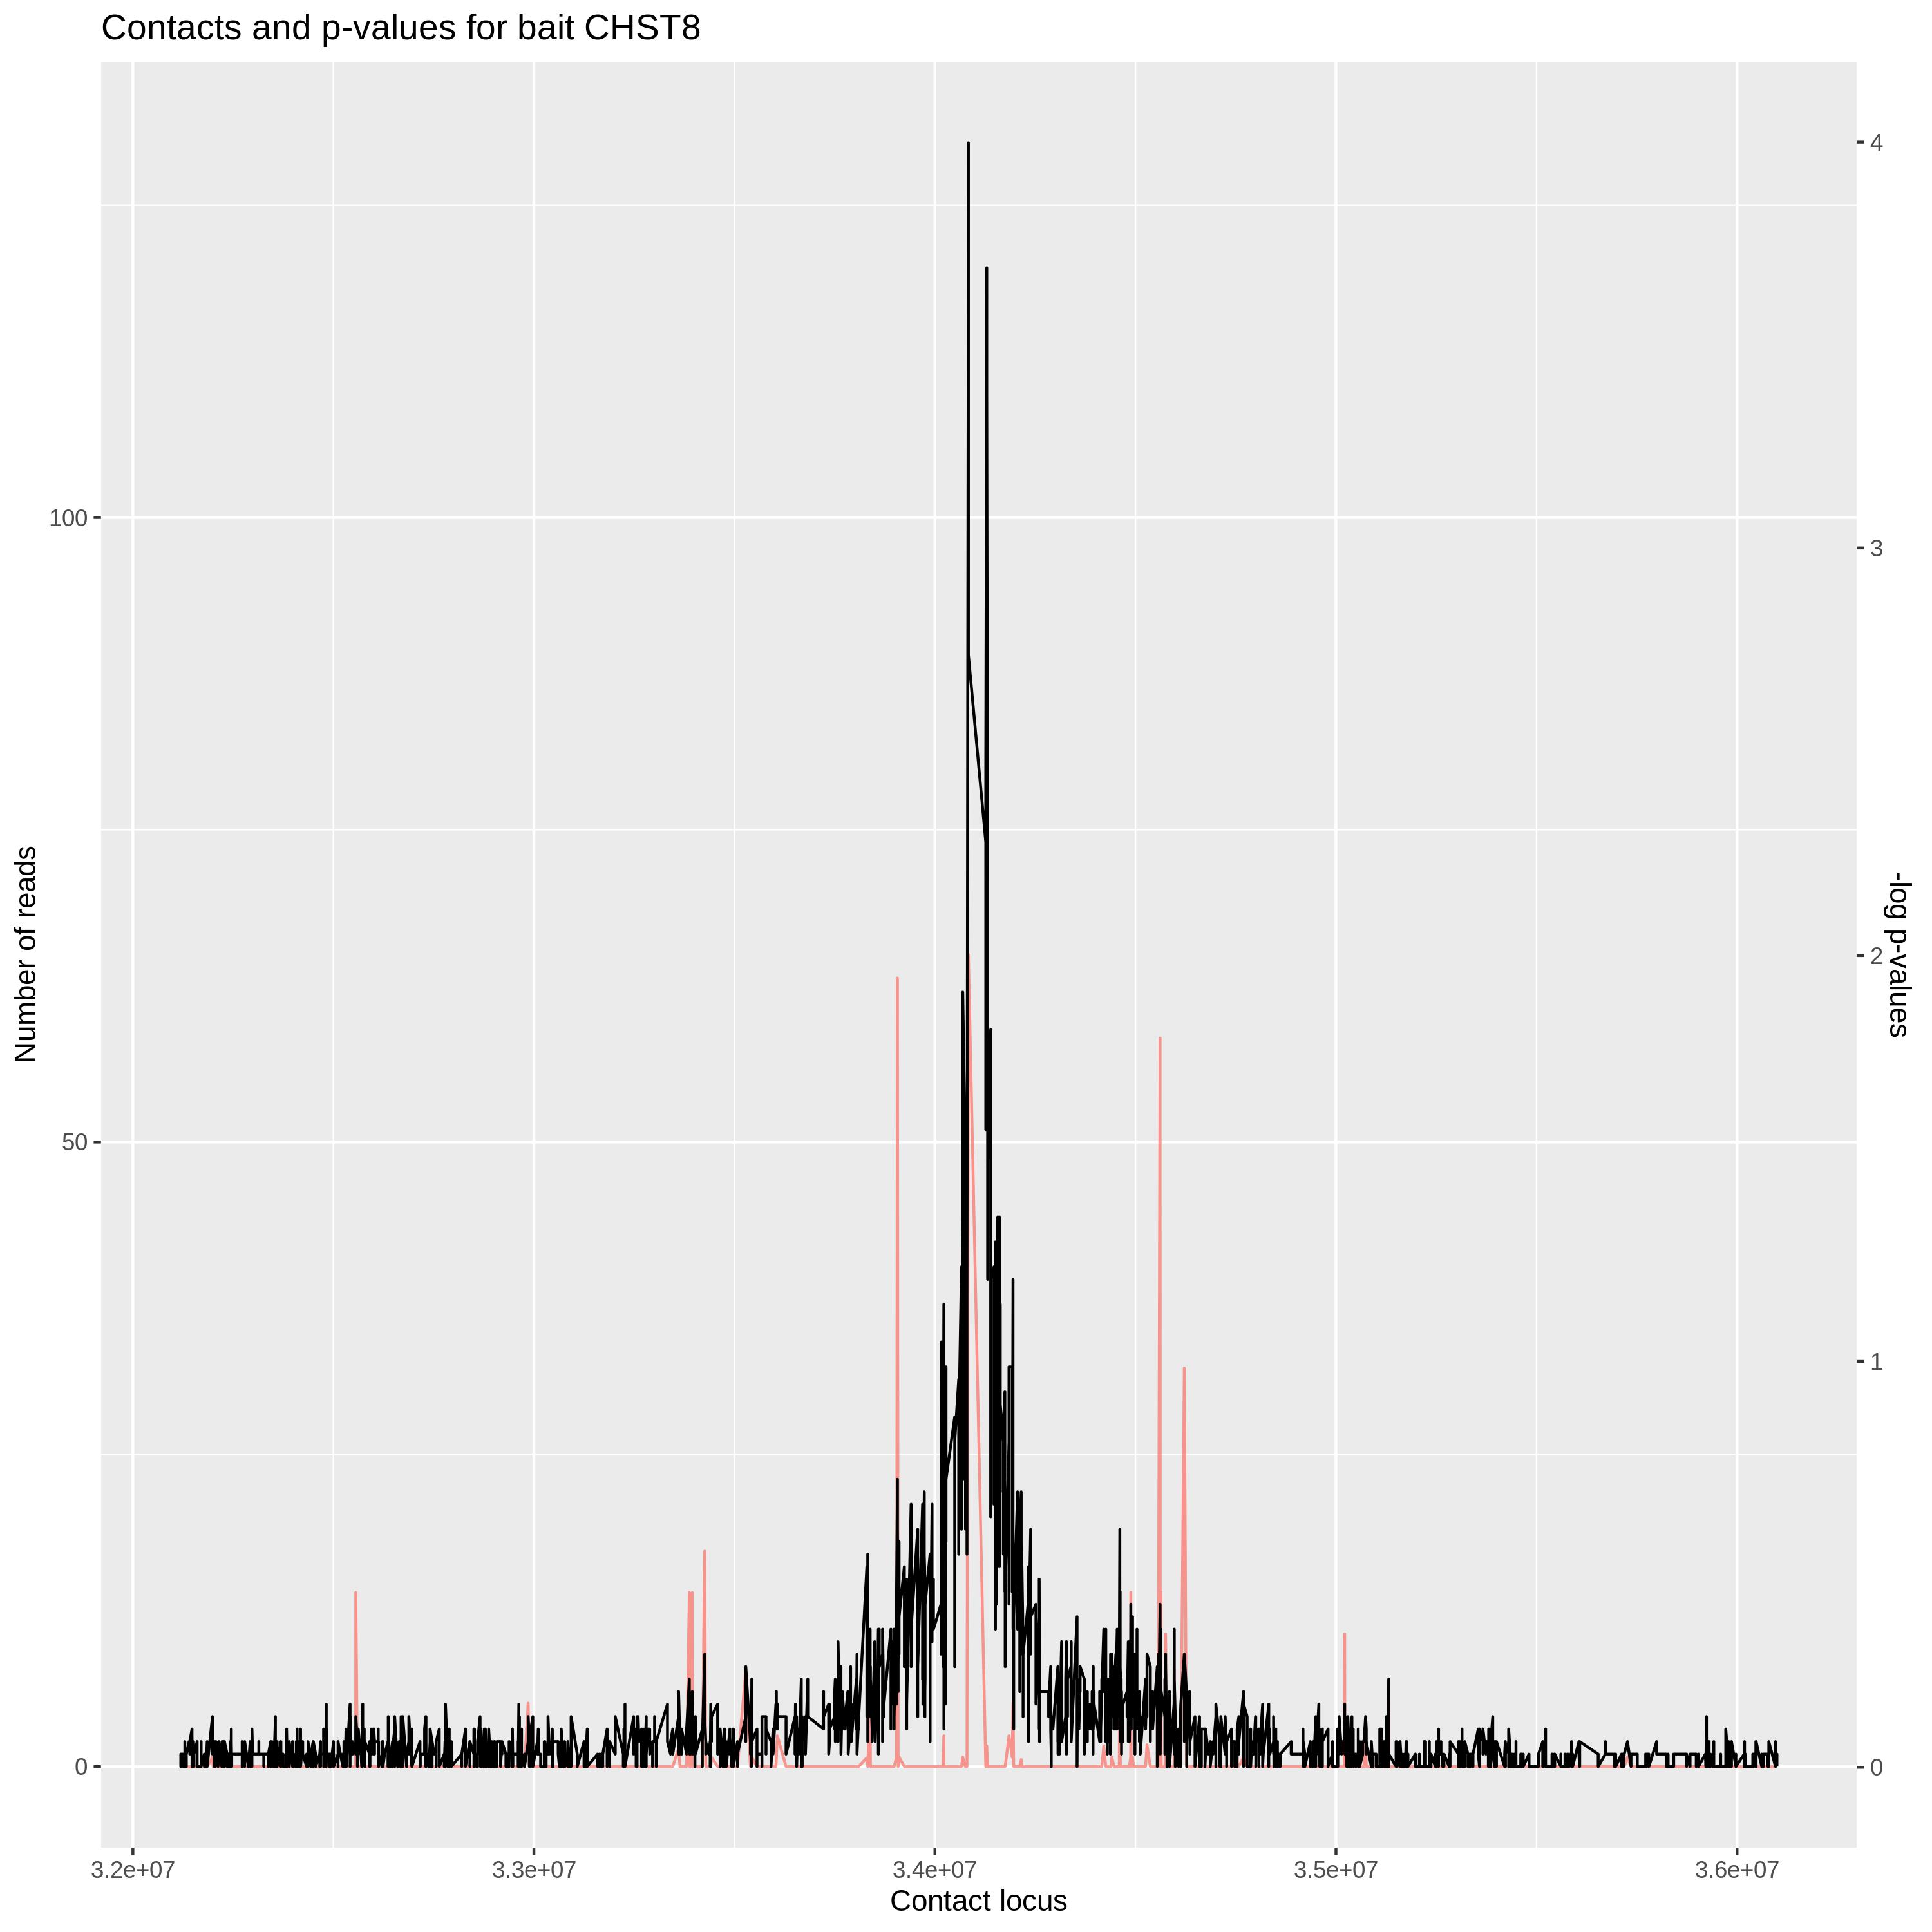 Contacts and p-values for bait CHST8
Number of reads
100
50
0
4
3
2
1
0
-log p-values
3.2e+07
3.3e+07
3.4e+07
3.5e+07
3.6e+07
Contact locus